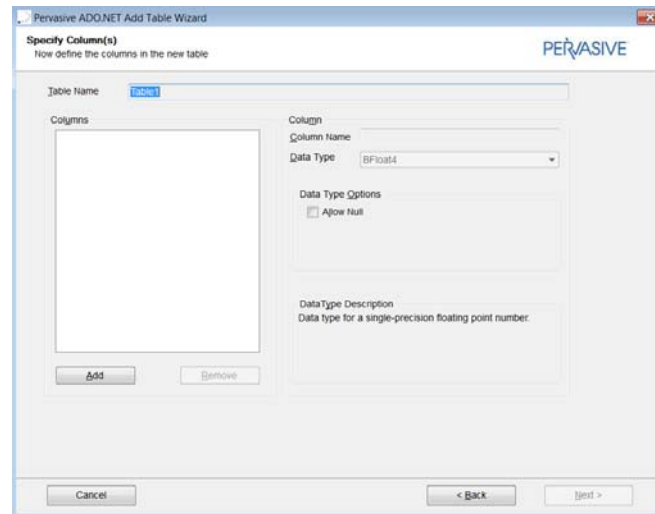 Pervasive ADO.NET Add Table Wizard
Specify Column(s)
Now define the columns in the new table
PERVASIVE
Table Name
Table1
Columns
Add
Remove
Column
Column Name
Data Type
BFloat4
Data Type Options
Allow Null
DataType Description
Data type for a single-precision floating point number.
Cancel
< Back
Next >